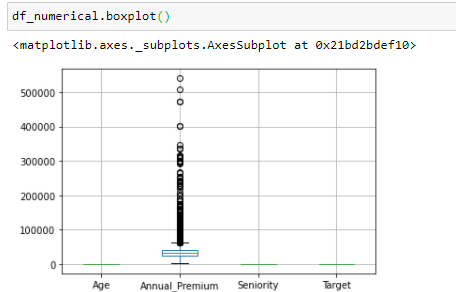 df_numerical.boxplot()
<matplotlib.axes._subplots.AxesSubplot at 0x21bd2bdef10>
500000
400000
300000
200000
100000
0
Age Annual_Premium Seniority Target